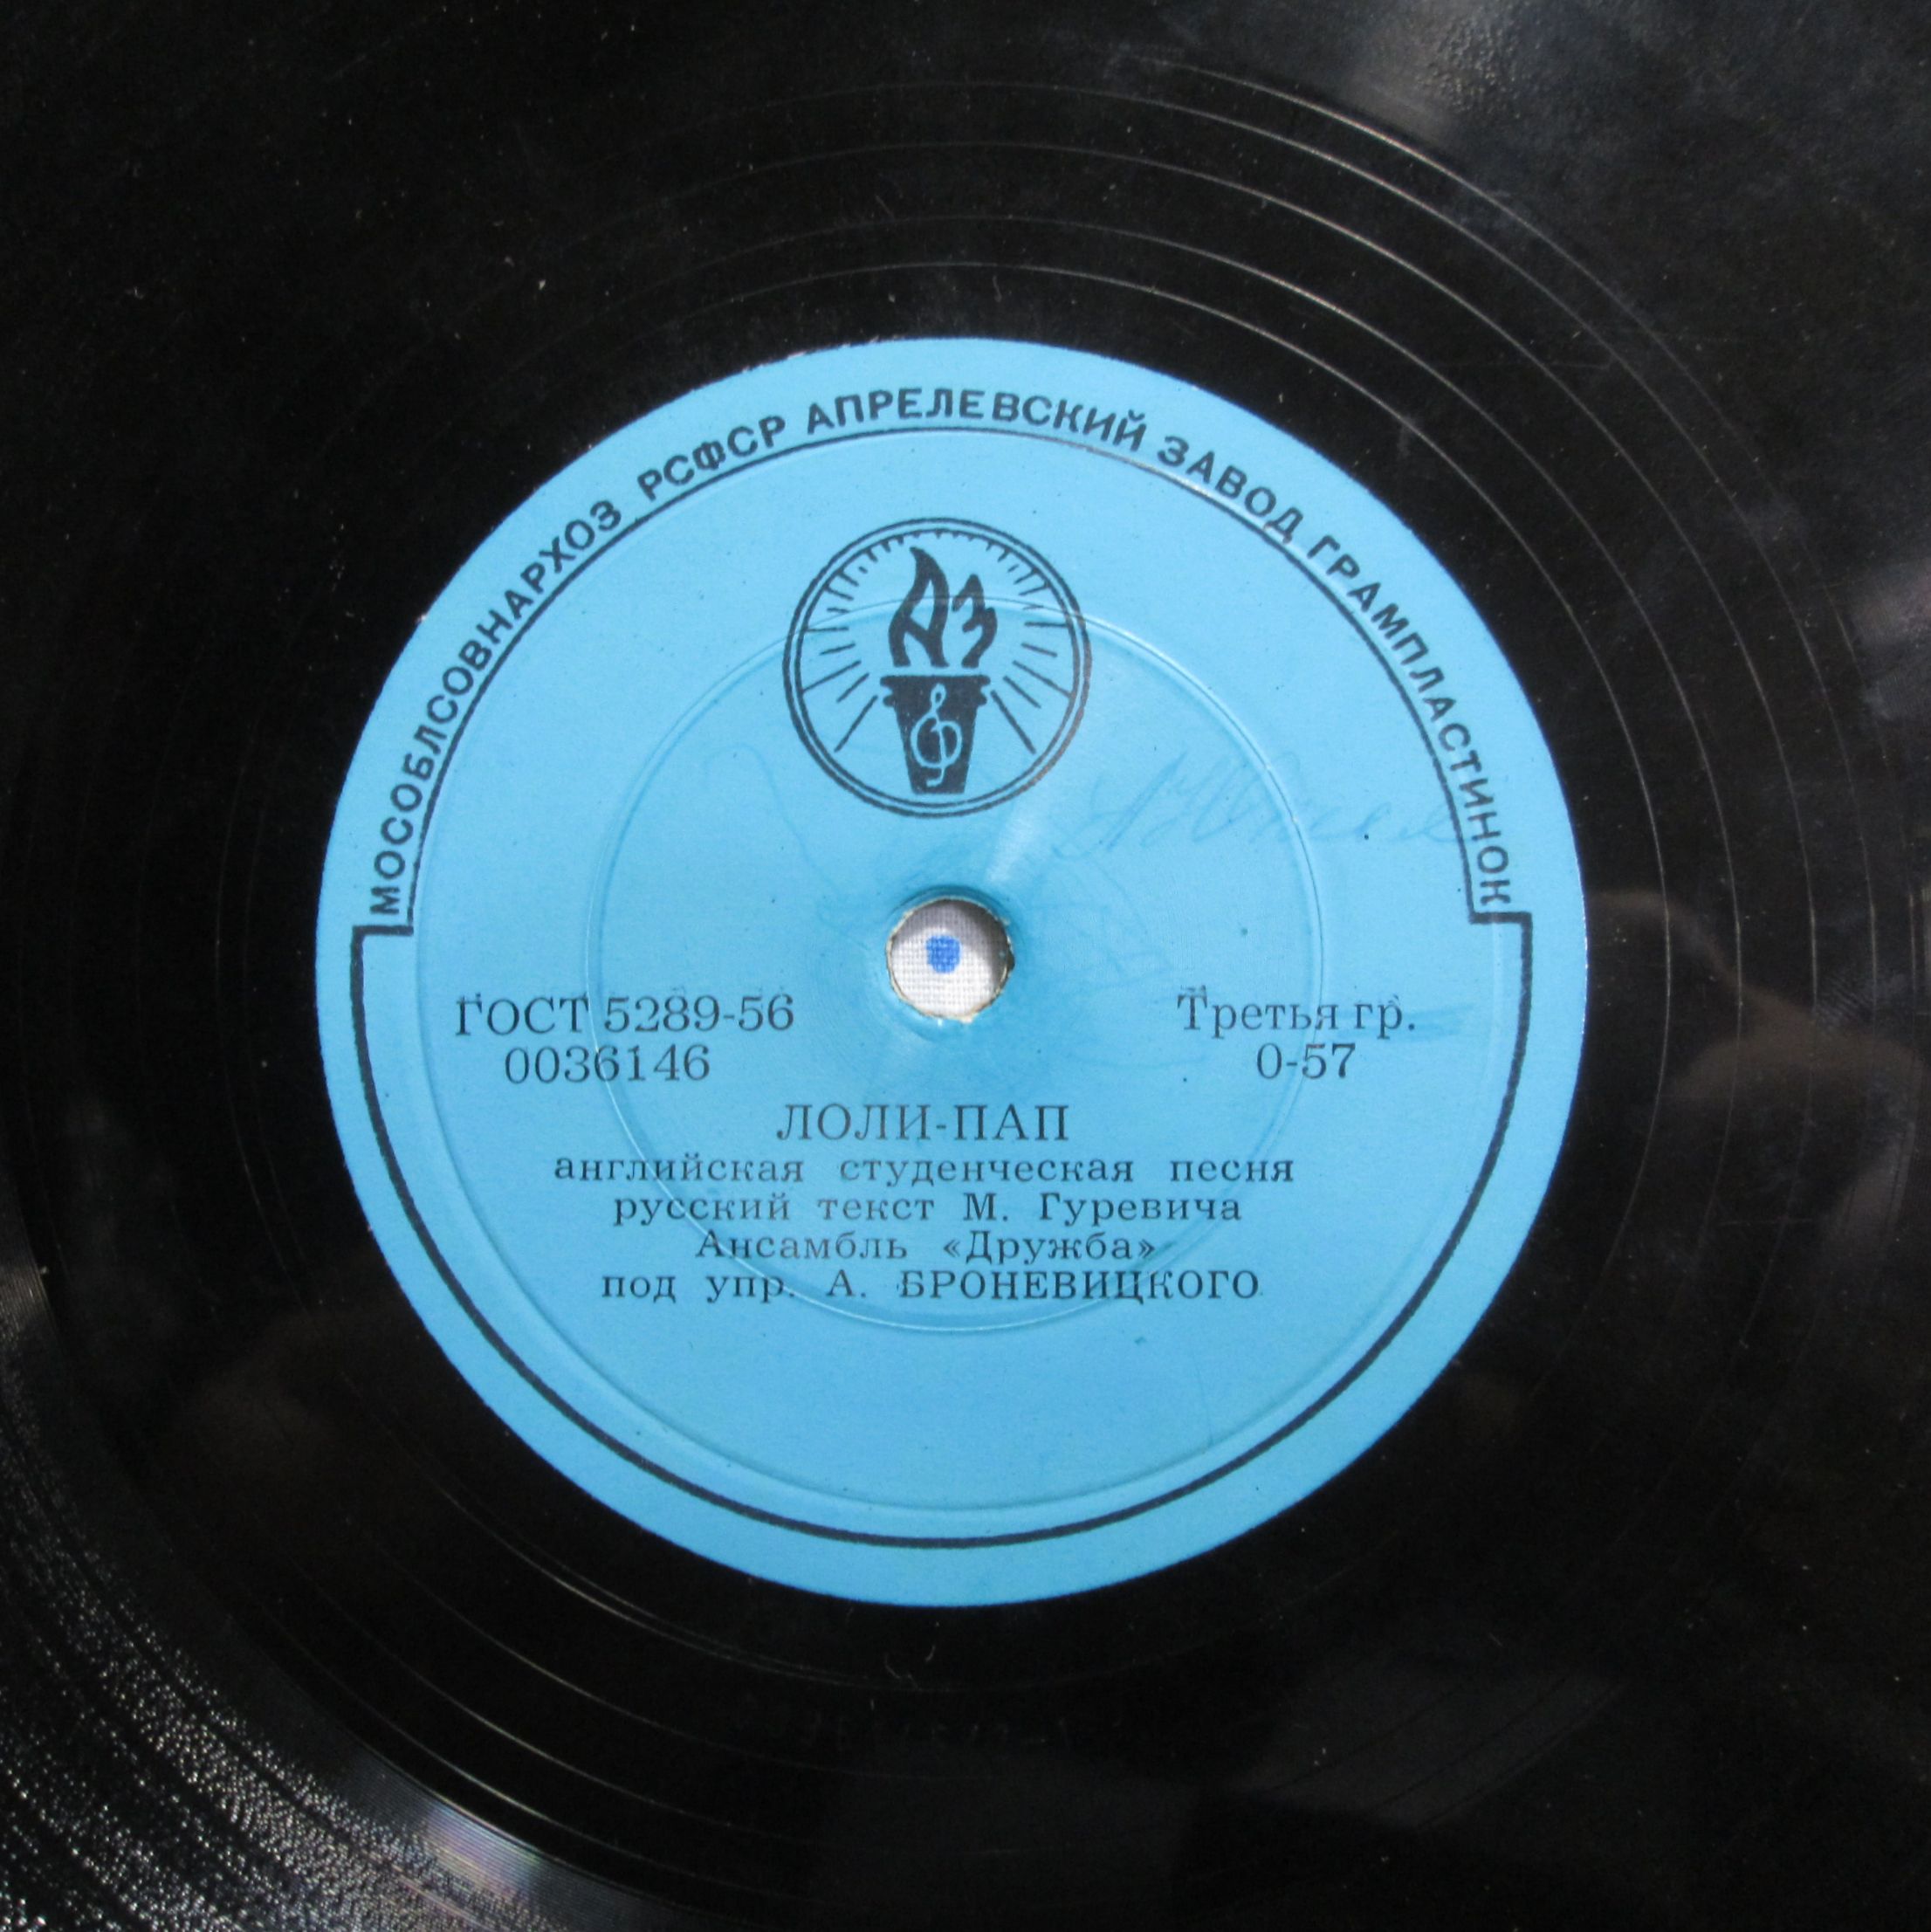 МОСОБЛСОВНАРХОЗ РСФСР АПРЕЛЕВСКИЙ ЗАВОД ГРАМПЛАСТИНОК
АЗ
ГОСТ 5289-56
0036146
Третья гр.
0-57
ЛОЛИ-ПАП
английская студенческая песня
русский текст М. Гуревича
Ансамбль «Дружба»
под упр. А. БРОНЕВИЦКОГО